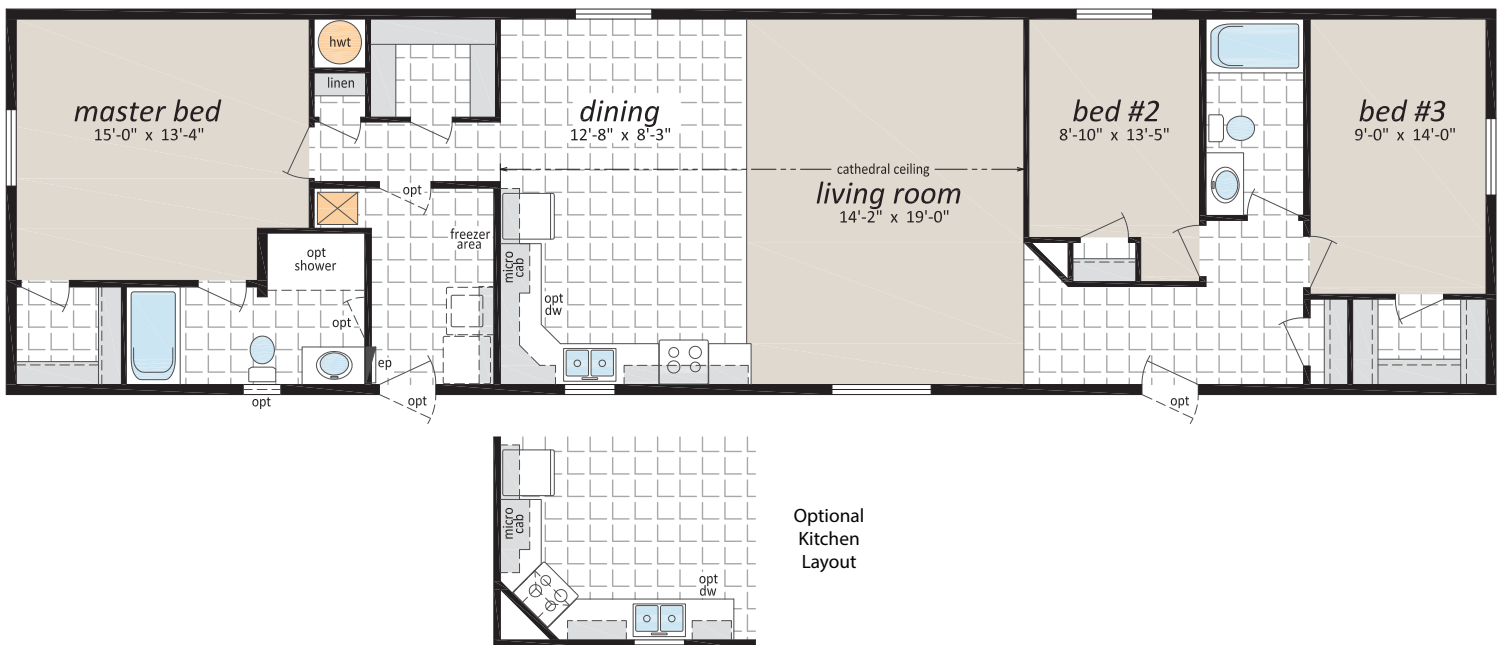 master bed
15'-0" x 13'-4"
hwt
linen
dining
12'-8" x 8'-3"
cathedral ceiling
living room
14'-2" x 19'-0"
bed #2
8'-10" x 13'-5"
bed #3
9'-0" x 14'-0"
opt
freezer
area
opt
shower
micro
cab
opt
dw
opt
ep
opt
opt
opt
micro
cab
opt
dw
Optional
Kitchen
Layout